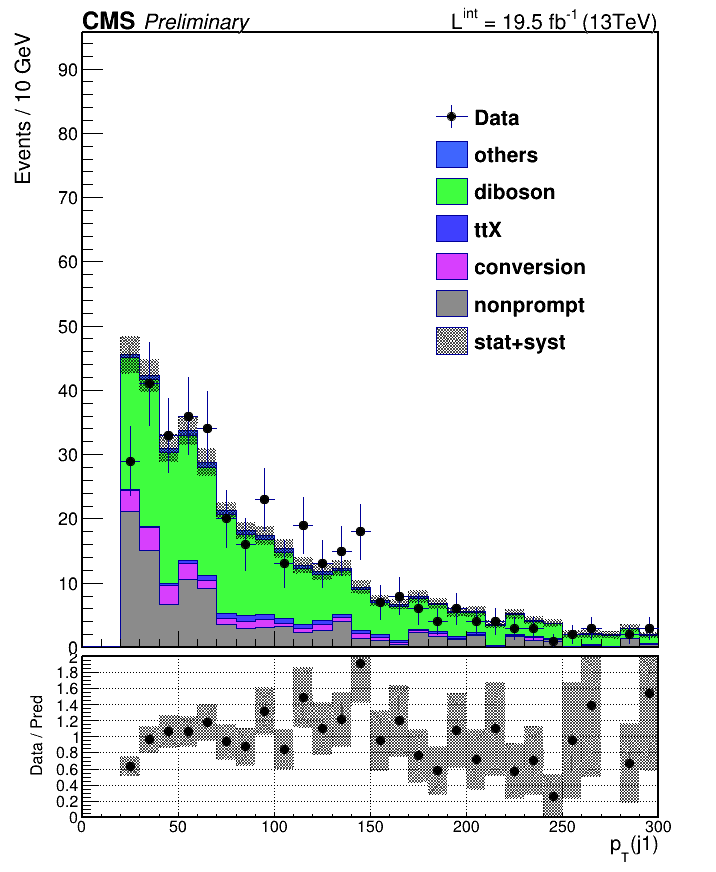 CMS Preliminary
L^int = 19.5 fb^-1 (13TeV)
Events / 10 GeV
90
80
70
60
50
40
30
20
10
0
Data
others
diboson
ttX
conversion
nonprompt
stat+syst
Data / Pred
2
1.8
1.6
1.4
1.2
1
0.8
0.6
0.4
0.2
0
0 50 100 150 200 250 300
p_T(j1)